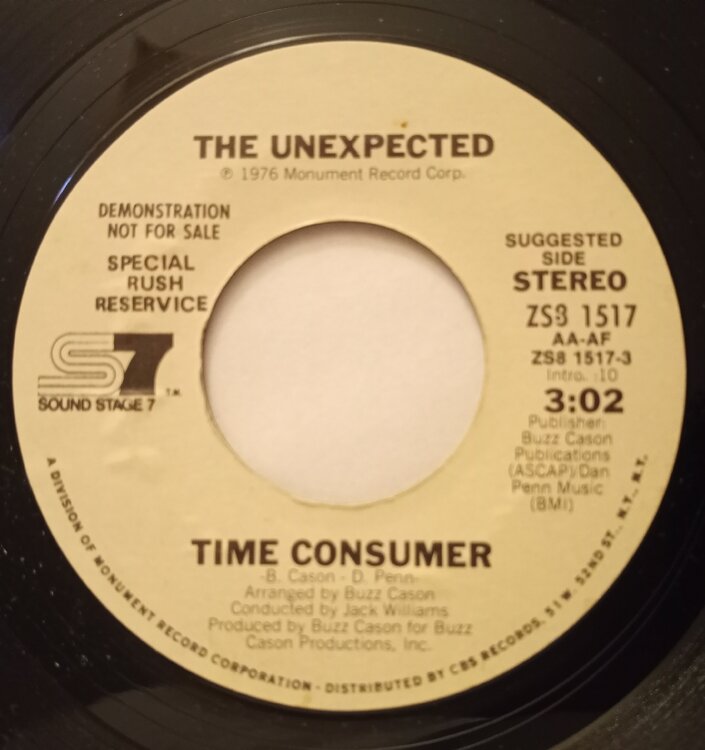 THE UNEXPECTED
℗ 1976 Monument Record Corp.
DEMONSTRATION
NOT FOR SALE
SPECIAL
RUSH
RESERVICE
S7
T.M.
SOUND STAGE 7
SUGGESTED
SIDE
STEREO
ZS8 1517
AA-AF
ZS8 1517-3
Intro. :10
3:02
Publisher:
Buzz Cason
Publications
(ASCAP)/Dan
Penn Music
(BMI)
TIME CONSUMER
-B. Cason - D. Penn-
Arranged by Buzz Cason
Conducted by Jack Williams
Produced by Buzz Cason for Buzz
Cason Productions, Inc.
A DIVISION OF MONUMENT RECORD CORPORATION - DISTRIBUTED BY CBS RECORDS, 51 W. 52ND ST., N.Y., N.Y.